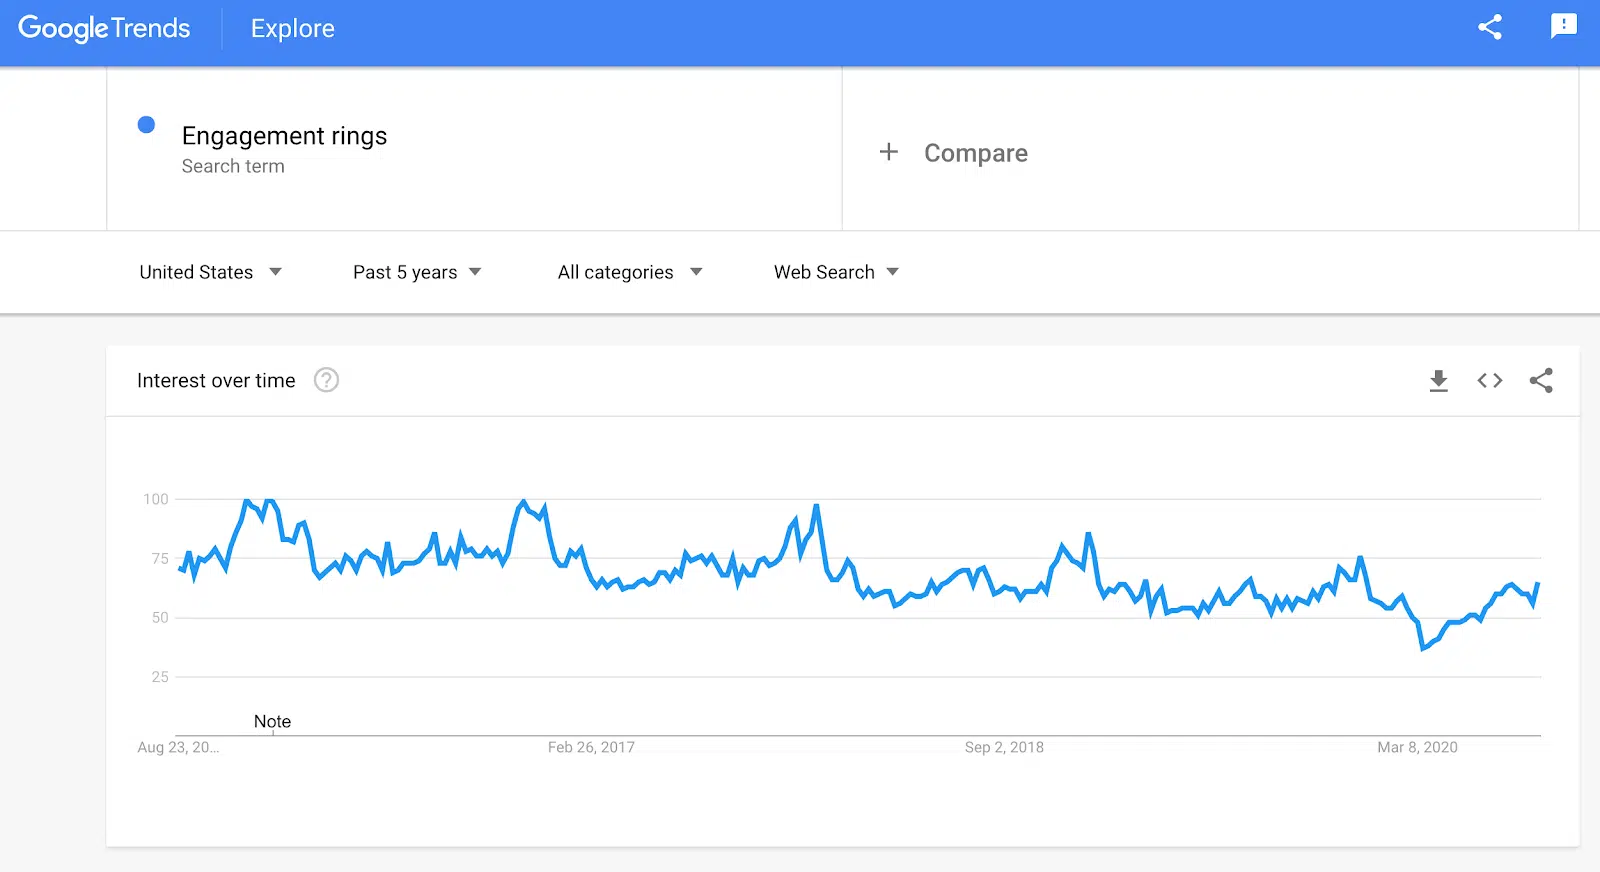 Google Trends Explore
Engagement rings
Search term
+ Compare
United States Past 5 years All categories Web Search
Interest over time ?
100
75
50
25
Note
Aug 23, 20... Feb 26, 2017 Sep 2, 2018 Mar 8, 2020